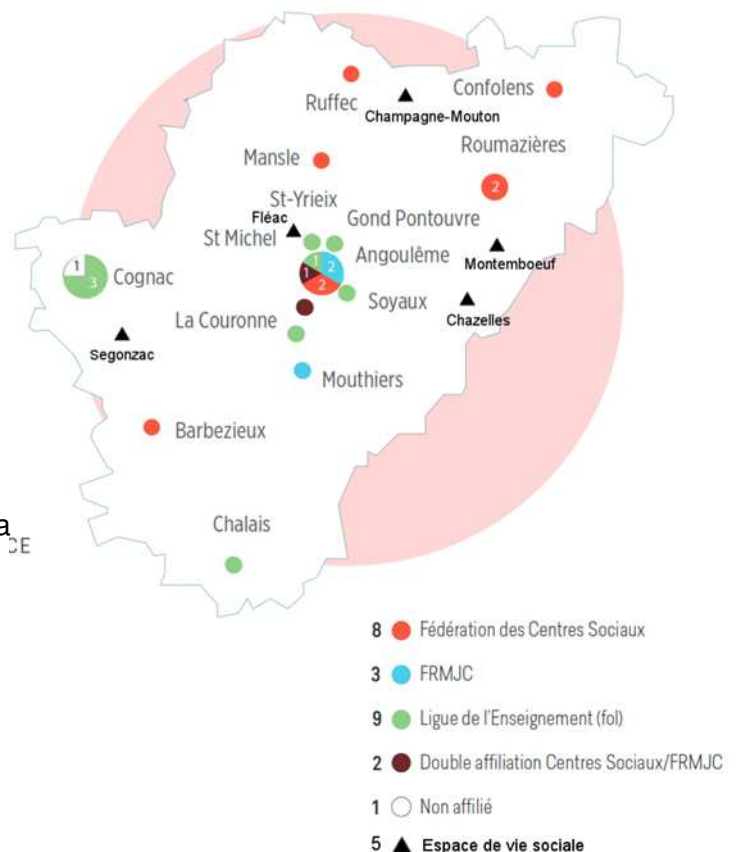 Ruffec
Confolens
Champagne-Mouton
Roumazières
2
Mansle
St-Yrieix
Fléac
Gond Pontouvre
St Michel
Angoulême
1
2
1
2
Montemboeuf
1
3
Cognac
Soyaux
La Couronne
Chazelles
Segonzac
Mouthiers
Barbezieux
Chalais
a
CE
8 Fédération des Centres Sociaux
3 FRMJC
9 Ligue de l'Enseignement (fol)
2 Double affiliation Centres Sociaux/FRMJC
1 Non affilié
5 Espace de vie sociale